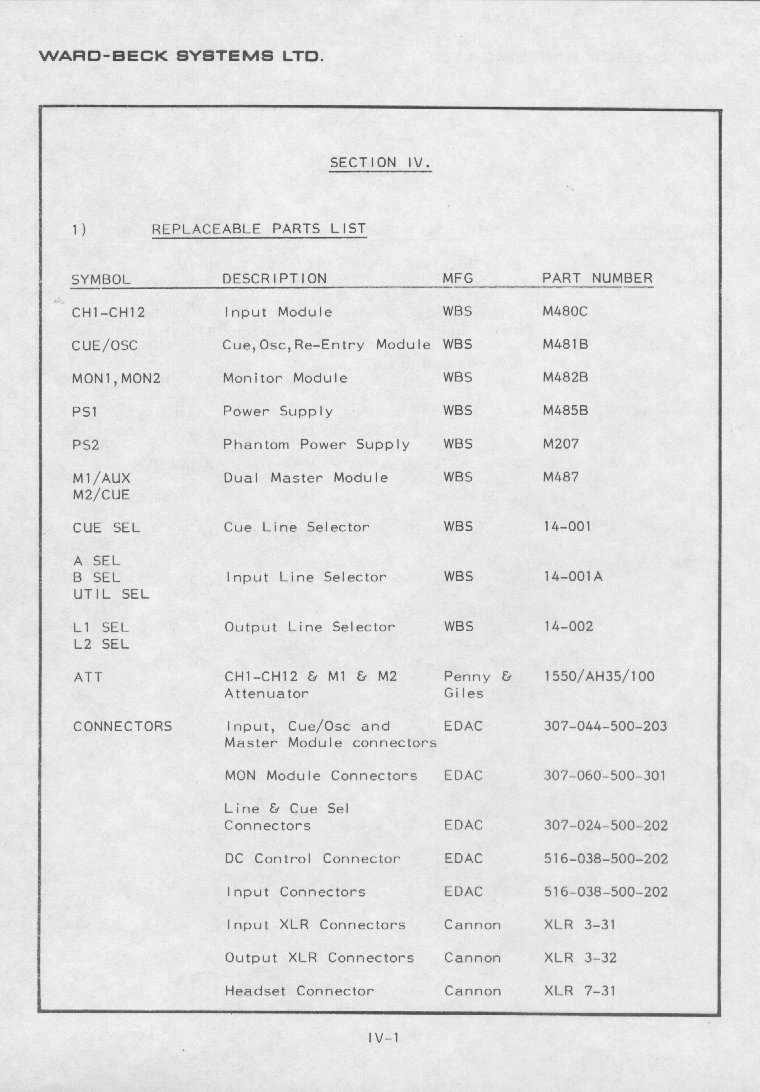 WARD-BECK SYSTEMS LTD.
SECTION IV.
1) REPLACEABLE PARTS LIST
SYMBOL DESCRIPTION MFG PART NUMBER
CH1-CH12 Input Module WBS M480C
CUE/OSC Cue,Osc,Re-Entry Module WBS M481B
MON1,MON2 Monitor Module WBS M482B
PS1 Power Supply WBS M485B
PS2 Phantom Power Supply WBS M207
M1/AUX Dual Master Module WBS M487
M2/CUE
CUE SEL Cue Line Selector WBS 14-001
A SEL
B SEL Input Line Selector WBS 14-001A
UTIL SEL
L1 SEL Output Line Selector WBS 14-002
L2 SEL
ATT CH1-CH12 & M1 & M2 Penny & 1550/AH35/100
Attenuator Giles
CONNECTORS Input, Cue/Osc and EDAC 307-044-500-203
Master Module connectors
MON Module Connectors EDAC 307-060-500-301
Line & Cue Sel
Connectors EDAC 307-024-500-202
DC Control Connector EDAC 516-038-500-202
Input Connectors EDAC 516-038-500-202
Input XLR Connectors Cannon XLR 3-31
Output XLR Connectors Cannon XLR 3-32
Headset Connector Cannon XLR 7-31
IV-1